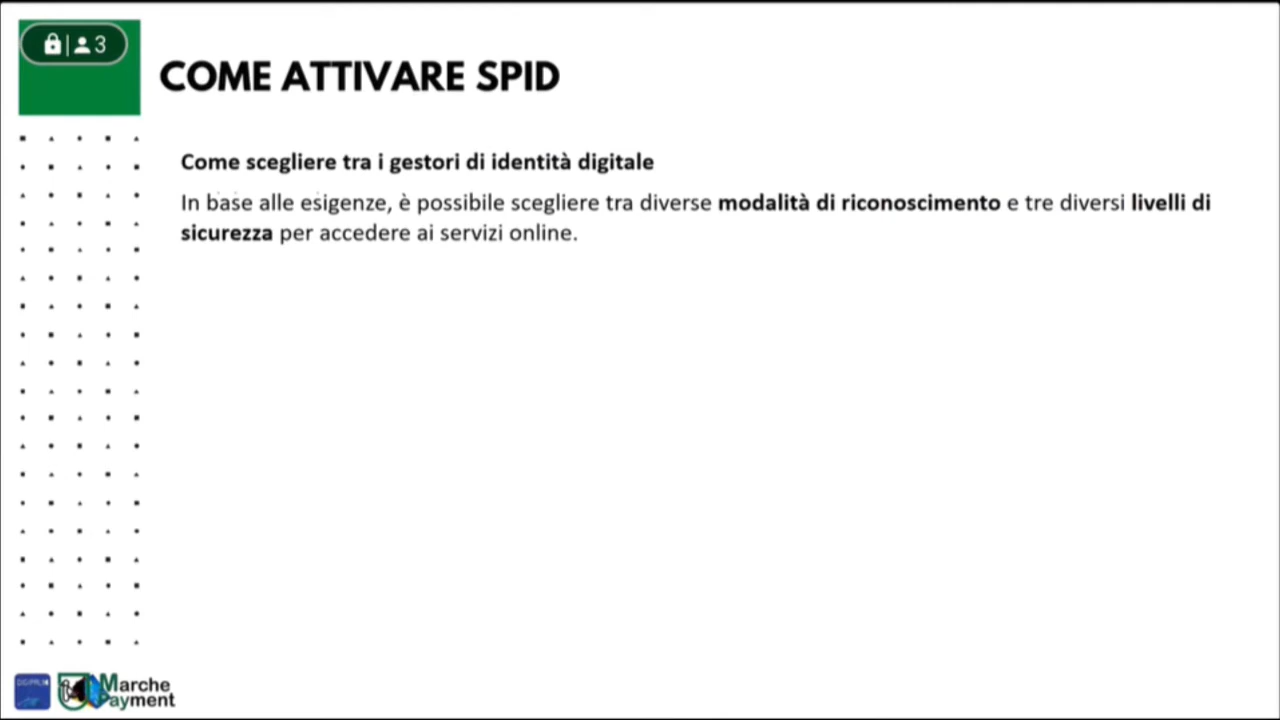 3
COME ATTIVARE SPID
Come scegliere tra i gestori di identità digitale
In base alle esigenze, è possibile scegliere tra diverse modalità di riconoscimento e tre diversi livelli di
sicurezza per accedere ai servizi online.
Marche
Payment